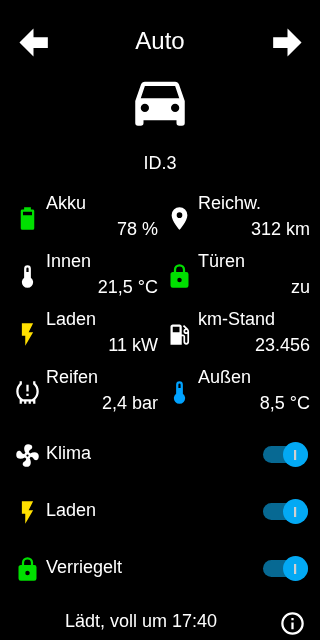 Auto
ID.3
Akku
78 %
Reichw.
312 km
Innen
21,5 °C
Türen
zu
Laden
11 kW
km-Stand
23.456
Reifen
2,4 bar
Außen
8,5 °C
Klima
Laden
Verriegelt
Lädt, voll um 17:40